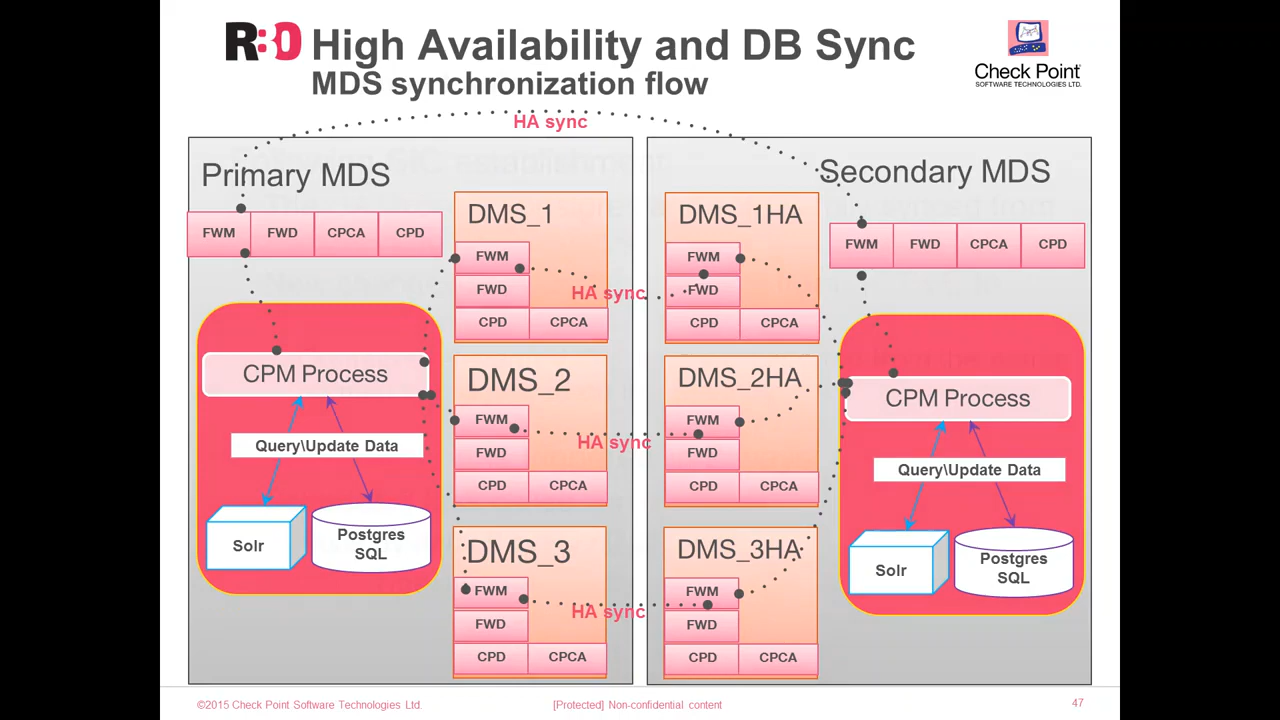 R80 High Availability and DB Sync
MDS synchronization flow
Check Point
SOFTWARE TECHNOLOGIES LTD.
HA sync
Primary MDS
FWM FWD CPCA CPD
CPM Process
Query\Update Data
Solr
Postgres
SQL
DMS_1
FWM
FWD
CPD CPCA
DMS_2
FWM
FWD
CPD CPCA
DMS_3
FWM
FWD
CPD CPCA
HA sync
HA sync
HA sync
DMS_1HA
FWM
FWD
CPD CPCA
DMS_2HA
FWM
FWD
CPD CPCA
DMS_3HA
FWM
FWD
CPD CPCA
Secondary MDS
FWM FWD CPCA CPD
CPM Process
Query\Update Data
Solr
Postgres
SQL
©2015 Check Point Software Technologies Ltd.
[Protected] Non-confidential content
47